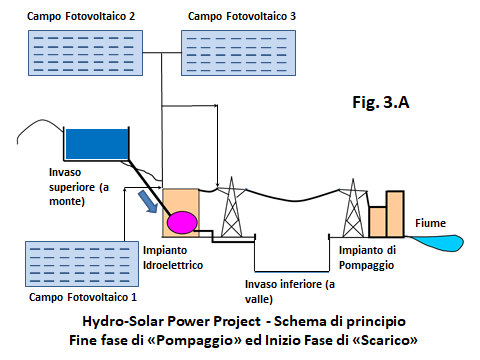 Campo Fotovoltaico 2
Campo Fotovoltaico 3
Fig. 3.A
Invaso
superiore (a
monte)
Impianto
Idroelettrico
Impianto di
Pompaggio
Fiume
Invaso inferiore (a
valle)
Campo Fotovoltaico 1
Hydro-Solar Power Project - Schema di principio
Fine fase di «Pompaggio» ed Inizio Fase di «Scarico»